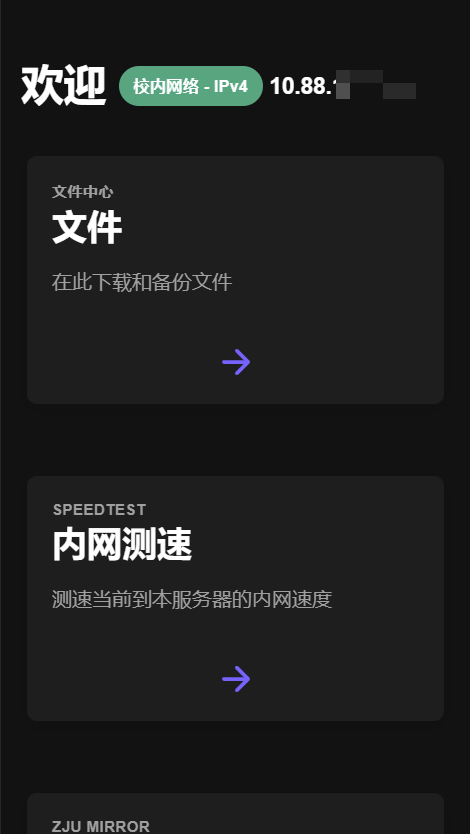 欢迎 校内网络 - IPv4 10.88.
文件中心
文件
在此下载和备份文件
SPEEDTEST
内网测速
测速当前到本服务器的内网速度
ZJU MIRROR